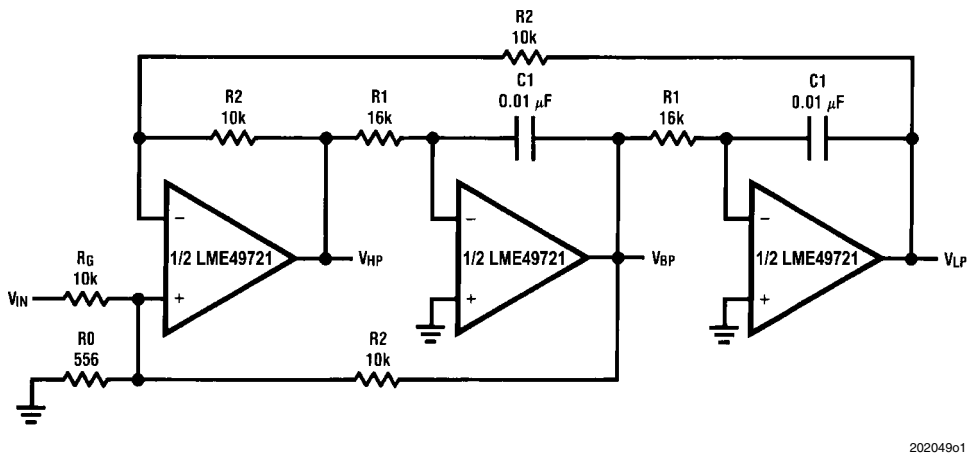 R2
10k
R2
10k
R1
16k
C1
0.01 μF
R1
16k
C1
0.01 μF
−
1/2 LME49721
+
VHP
−
1/2 LME49721
+
VBP
−
1/2 LME49721
+
VLP
RG
10k
VIN
R0
556
R2
10k
202049o1